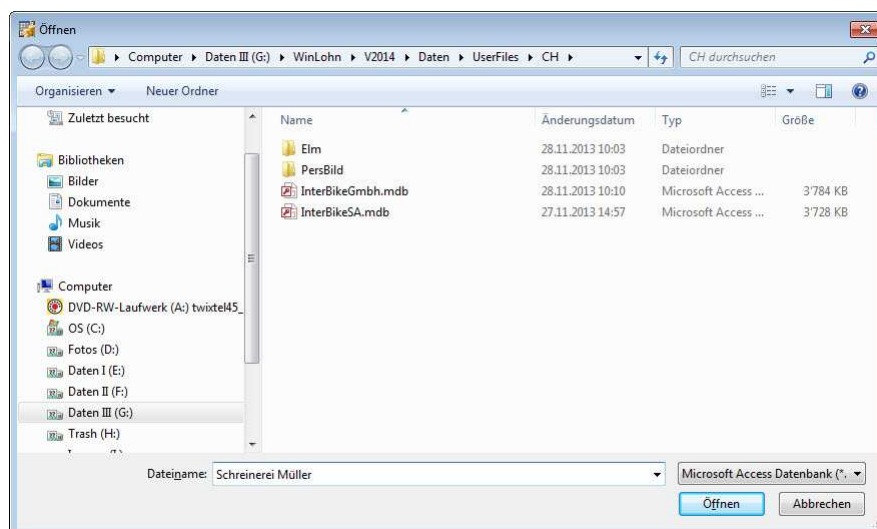 Öffnen
Computer ▸ Daten III (G:) ▸ WinLohn ▸ V2014 ▸ Daten ▸ UserFiles ▸ CH ▸
CH durchsuchen
Organisieren
Neuer Ordner
Zuletzt besucht
Bibliotheken
Bilder
Dokumente
Musik
Videos
Computer
DVD-RW-Laufwerk (A:) twixtel45_
OS (C:)
Fotos (D:)
Daten I (E:)
Daten II (F:)
Daten III (G:)
Trash (H:)
Name Änderungsdatum Typ Größe
Elm 28.11.2013 10:03 Dateiordner
PersBild 28.11.2013 10:03 Dateiordner
InterBikeGmbh.mdb 28.11.2013 10:10 Microsoft Access ... 3'784 KB
InterBikeSA.mdb 27.11.2013 14:57 Microsoft Access ... 3'728 KB
Dateiname: Schreinerei Müller
Microsoft Access Datenbank (*.
Öffnen
Abbrechen